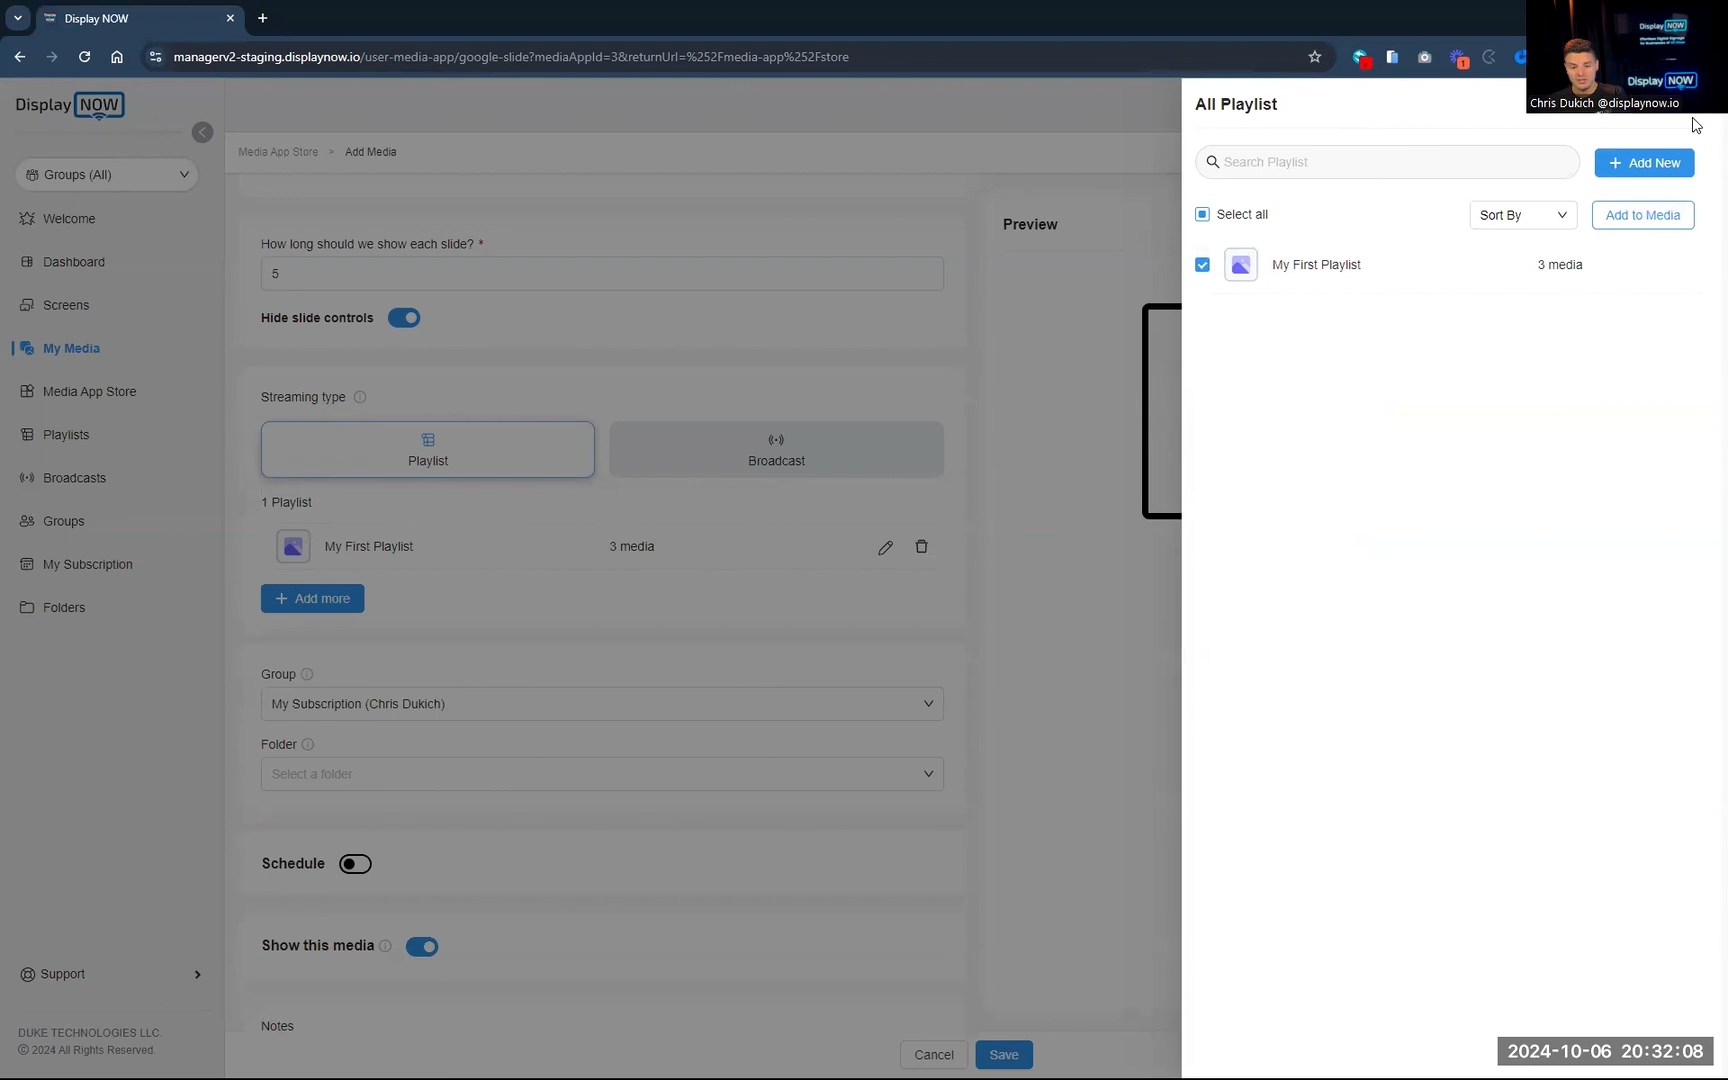 Display NOW
managerv2-staging.displaynow.io/user-media-app/google-slide?mediaAppId=3&returnUrl=%252Fmedia-app%252Fstore
1
Display NOW
Display NOW
Chris Dukich @displaynow.io
Display NOW
Groups (All)
Welcome
Dashboard
Screens
My Media
Media App Store
Playlists
Broadcasts
Groups
My Subscription
Folders
Support
DUKE TECHNOLOGIES LLC.
© 2024 All Rights Reserved.
Media App Store > Add Media
How long should we show each slide? *
5
Hide slide controls
Streaming type
Playlist
Broadcast
1 Playlist
My First Playlist 3 media
+ Add more
Group
My Subscription (Chris Dukich)
Folder
Select a folder
Schedule
Show this media
Notes
Cancel Save
Preview
All Playlist
Search Playlist
+ Add New
Select all
Sort By
Add to Media
My First Playlist 3 media
2024-10-06 20:32:08